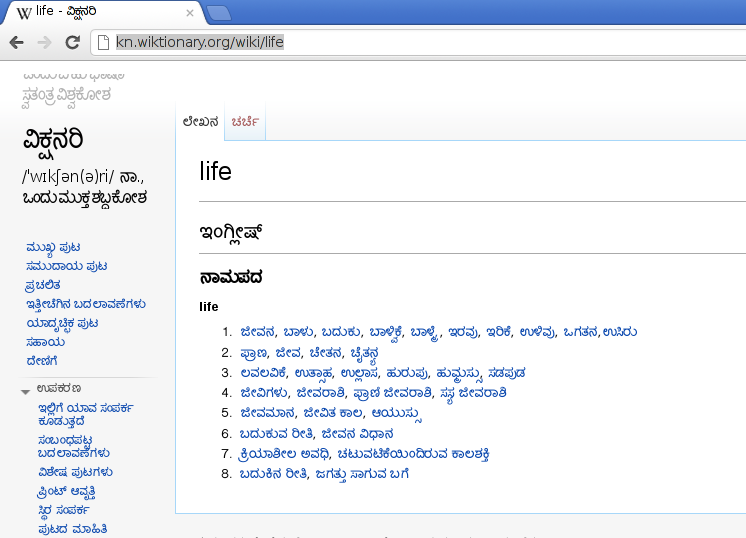 life - ವಿಕ್ಷನರಿ
kn.wiktionary.org/wiki/life
ಸ್ವತಂತ್ರವಿಶ್ವಕೋಶ
ವಿಕ್ಷನರಿ
/ˈwɪkʃən(ə)ri/ ನಾ.,
ಒಂದುಮುಕ್ತಶಬ್ದಕೋಶ
ಲೇಖನ ಚರ್ಚೆ
life
ಇಂಗ್ಲೀಷ್
ನಾಮಪದ
life
1. ಜೀವನ, ಬಾಳು, ಬದುಕು, ಬಾಳ್ವಿಕೆ, ಬಾಳ್ಮೆ, ಇರವು, ಇರಿಕೆ, ಉಳಿವು, ಒಗತನ, ಉಸಿರು
2. ಪ್ರಾಣ, ಜೀವ, ಚೇತನ, ಚೈತನ್ಯ
3. ಲವಲವಿಕೆ, ಉತ್ಸಾಹ, ಉಲ್ಲಾಸ, ಹುರುಪು, ಹುಮ್ಮಸ್ಸು, ಸಡಪುಡ
4. ಜೀವಿಗಳು, ಜೀವರಾಶಿ, ಪ್ರಾಣಿ ಜೀವರಾಶಿ, ಸಸ್ಯ ಜೀವರಾಶಿ
5. ಜೀವಮಾನ, ಜೀವಿತ ಕಾಲ, ಆಯುಸ್ಸು
6. ಬದುಕುವ ರೀತಿ, ಜೀವನ ವಿಧಾನ
7. ಕ್ರಿಯಾಶೀಲ ಅವಧಿ, ಚಟುವಟಿಕೆಯಿಂದಿರುವ ಕಾಲಶಕ್ತಿ
8. ಬದುಕಿನ ರೀತಿ, ಜಗತ್ತು ಸಾಗುವ ಬಗೆ
ಮುಖ್ಯ ಪುಟ
ಸಮುದಾಯ ಪುಟ
ಪ್ರಚಲಿತ
ಇತ್ತೀಚೆಗಿನ ಬದಲಾವಣೆಗಳು
ಯಾದೃಚ್ಛಿಕ ಪುಟ
ಸಹಾಯ
ದೇಣಿಗೆ
ಉಪಕರಣ
ಇಲ್ಲಿಗೆ ಯಾವ ಸಂಪರ್ಕ
ಕೂಡುತ್ತದೆ
ಸಂಬಂಧಪಟ್ಟ
ಬದಲಾವಣೆಗಳು
ವಿಶೇಷ ಪುಟಗಳು
ಪ್ರಿಂಟ್ ಆವೃತ್ತಿ
ಸ್ಥಿರ ಸಂಪರ್ಕ
ಪುಟದ ಮಾಹಿತಿ